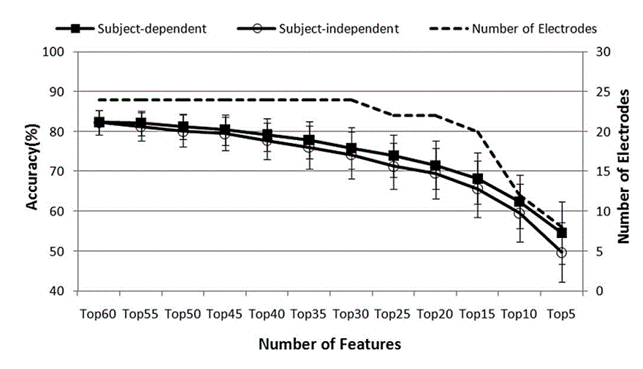 Subject-dependent Subject-independent Number of Electrodes
100 30
90 25
80 20
70 15
60 10
50 5
40 0
Accuracy(%)
Number of Electrodes
Top60 Top55 Top50 Top45 Top40 Top35 Top30 Top25 Top20 Top15 Top10 Top5
Number of Features